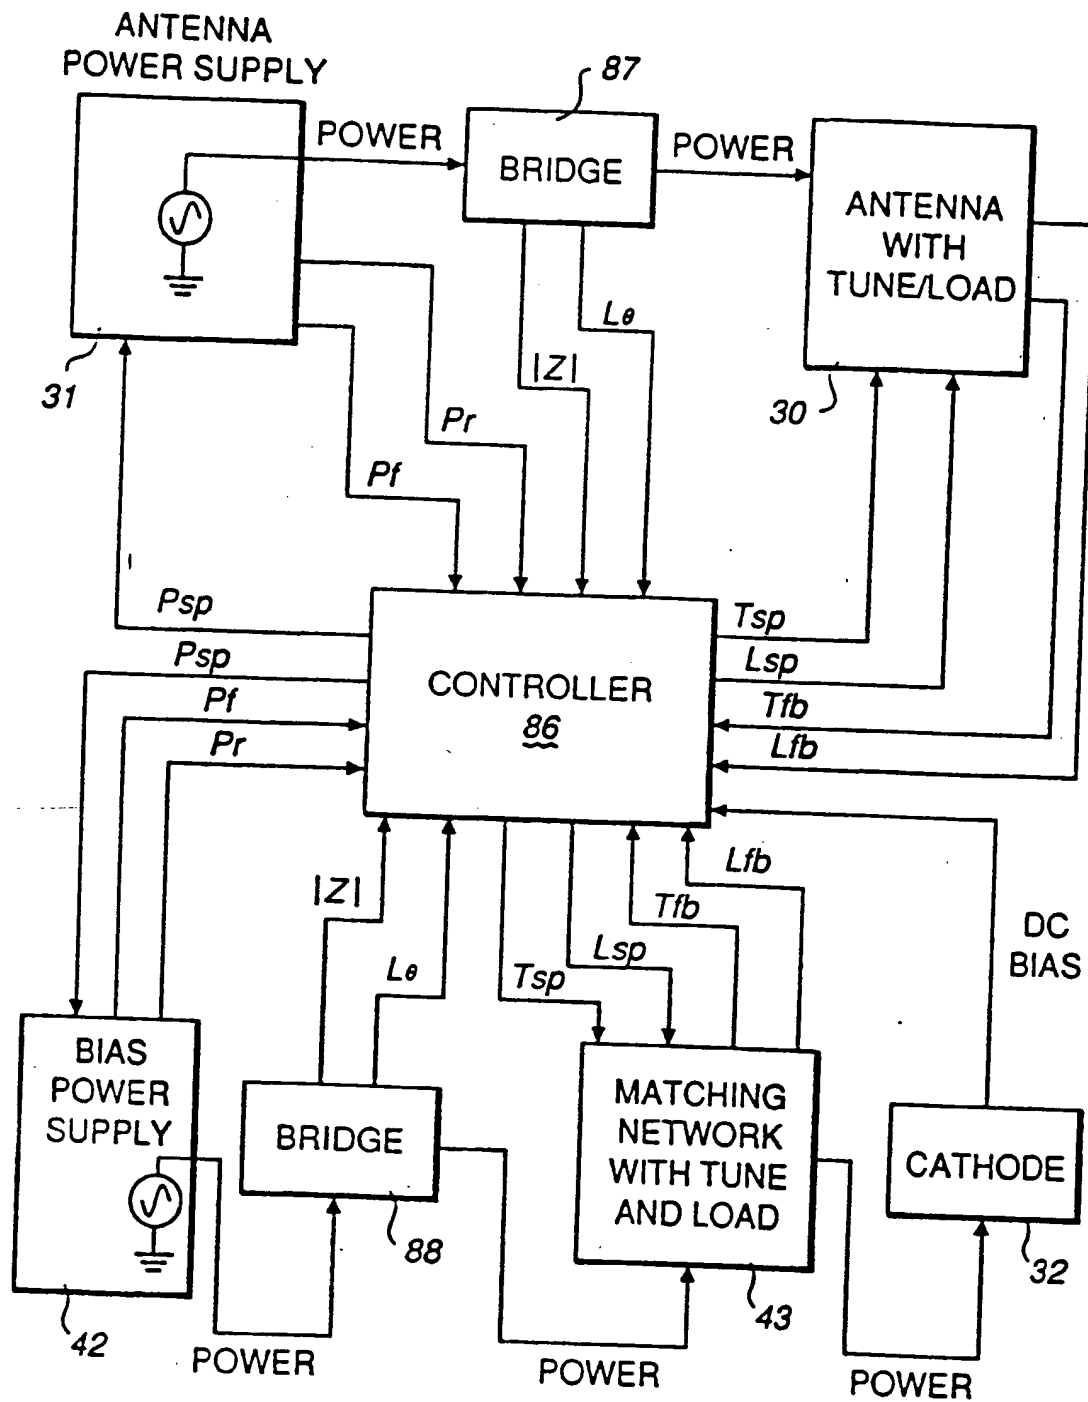 ANTENNA
POWER SUPPLY
87
POWER
BRIDGE
POWER
ANTENNA
WITH
TUNE/LOAD
31
30
Lθ
|Z|
Pr
Pf
Psp
Psp
Pf
Pr
CONTROLLER
86
Tsp
Lsp
Tfb
Lfb
|Z|
Lθ
Tsp
Lsp
Tfb
Lfb
DC
BIAS
BIAS
POWER
SUPPLY
BRIDGE
MATCHING
NETWORK
WITH TUNE
AND LOAD
CATHODE
42
88
43
32
POWER
POWER
POWER